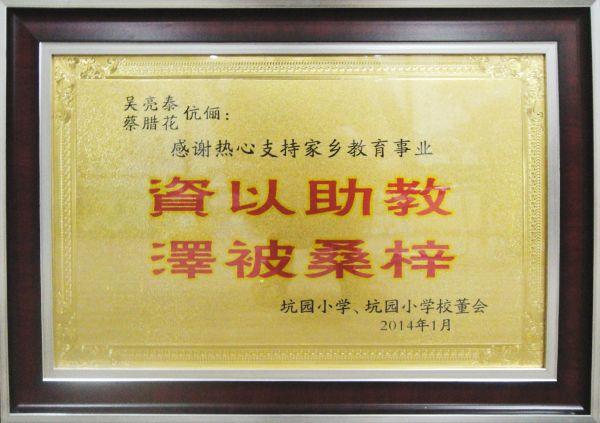 吴亮泰
蔡腊花 伉俪：
感谢热心支持家乡教育事业
資以助教
澤被桑梓
坑园小学、坑园小学校董会
2014年1月